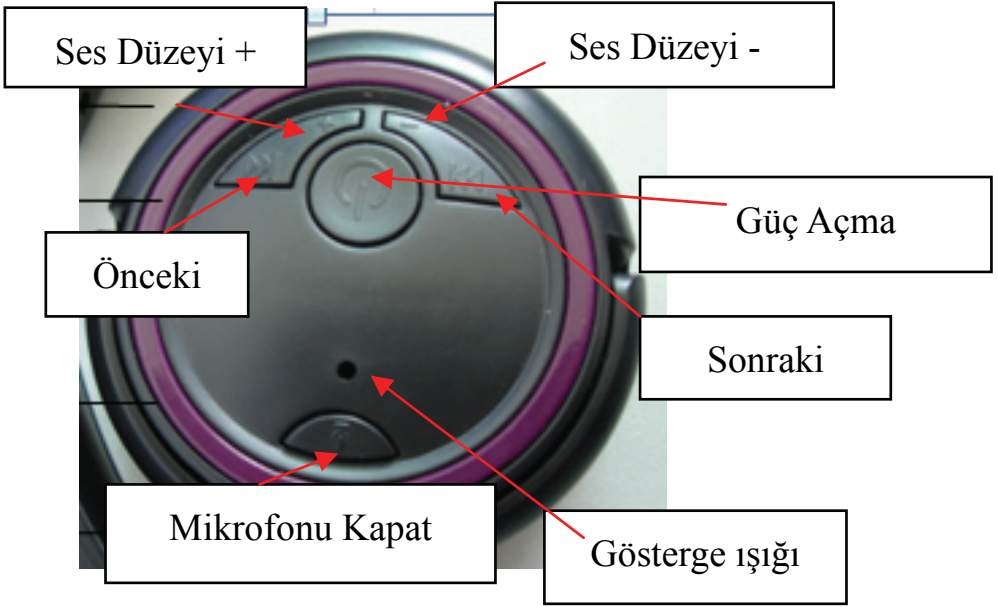 Ses Düzeyi +
Ses Düzeyi -
Güç Açma
Önceki
Sonraki
Mikrofonu Kapat
Gösterge ışığı